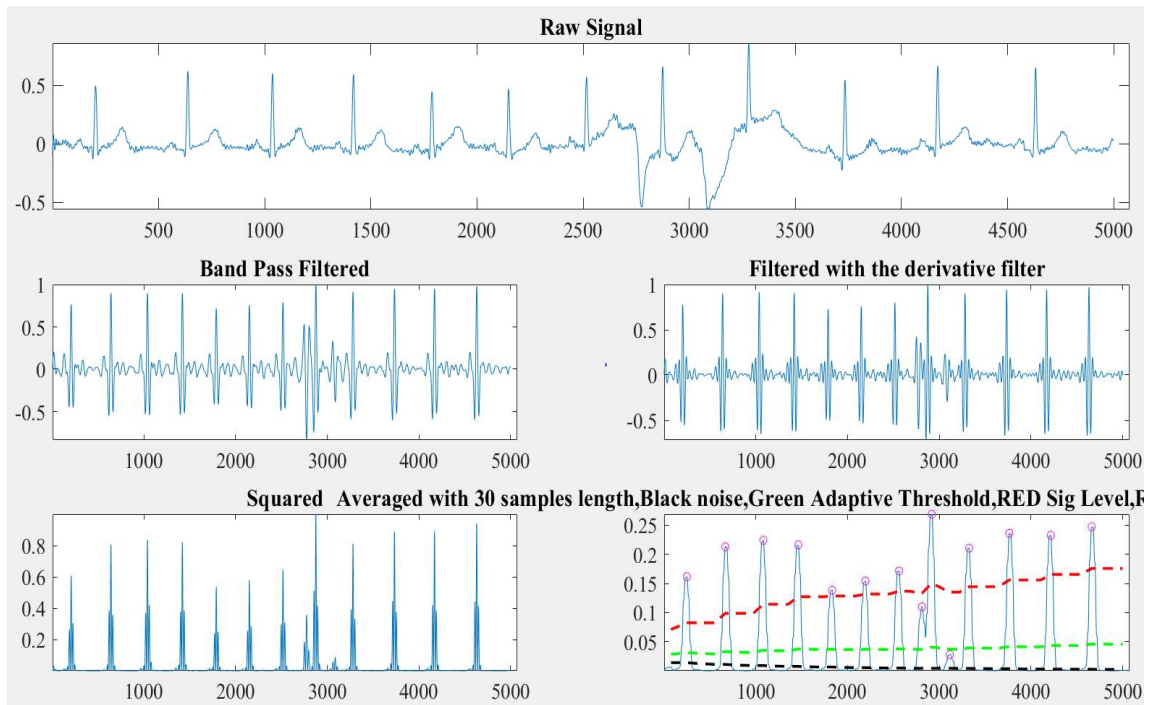 Raw Signal
0.5
0
-0.5
500 1000 1500 2000 2500 3000 3500 4000 4500 5000
Band Pass Filtered
1
0.5
0
-0.5
1000 2000 3000 4000 5000
Filtered with the derivative filter
1
0.5
0
-0.5
1000 2000 3000 4000 5000
Squared Averaged with 30 samples length,Black noise,Green Adaptive Threshold,RED Sig Level,R
0.8
0.6
0.4
0.2
1000 2000 3000 4000 5000
0.25
0.2
0.15
0.1
0.05
1000 2000 3000 4000 5000